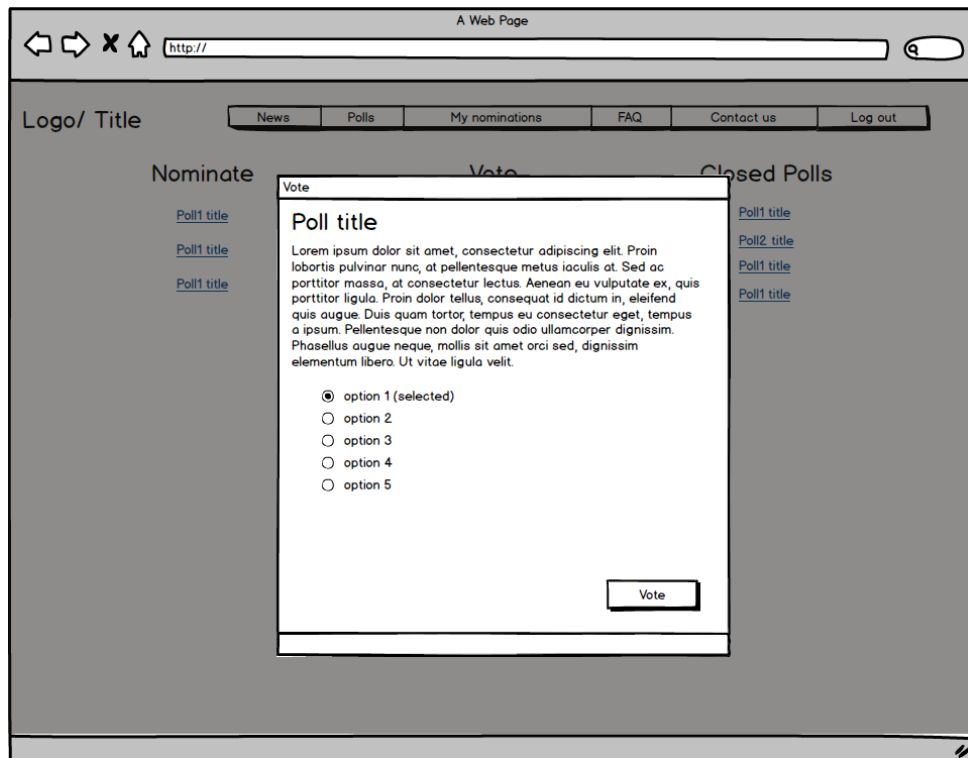 A Web Page
http://
Logo/ Title
News Polls My nominations FAQ Contact us Log out
Nominate Vote Closed Polls
Poll1 title
Poll1 title
Poll1 title
Vote
Poll title
Lorem ipsum dolor sit amet, consectetur adipiscing elit. Proin
lobortis pulvinar nunc, at pellentesque metus iaculis at. Sed ac
porttitor massa, at consectetur lectus. Aenean eu vulputate ex, quis
porttitor ligula. Proin dolor tellus, consequat id dictum in, eleifend
quis augue. Duis quam tortor, tempus eu consectetur eget, tempus
a ipsum. Pellentesque non dolor quis odio ullamcorper dignissim.
Phasellus augue neque, mollis sit amet orci sed, dignissim
elementum libero. Ut vitae ligula velit.
option 1 (selected)
option 2
option 3
option 4
option 5
Vote
Poll1 title
Poll2 title
Poll1 title
Poll1 title